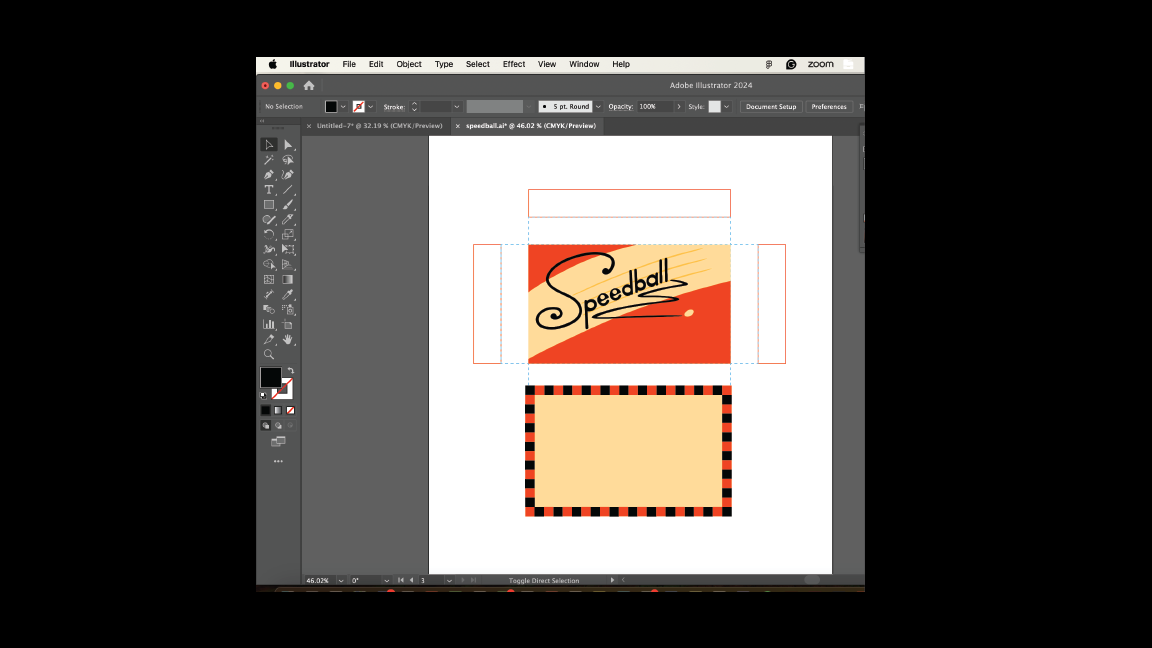 Illustrator File Edit Object Type Select Effect View Window Help zoom
Adobe Illustrator 2024
No Selection Stroke: 5 pt. Round Opacity: 100% Style: Document Setup Preferences
× Untitled-7* @ 32.19 % (CMYK/Preview) × speedball.ai* @ 46.02 % (CMYK/Preview)
Speedball
46.02% 0° 3 Toggle Direct Selection